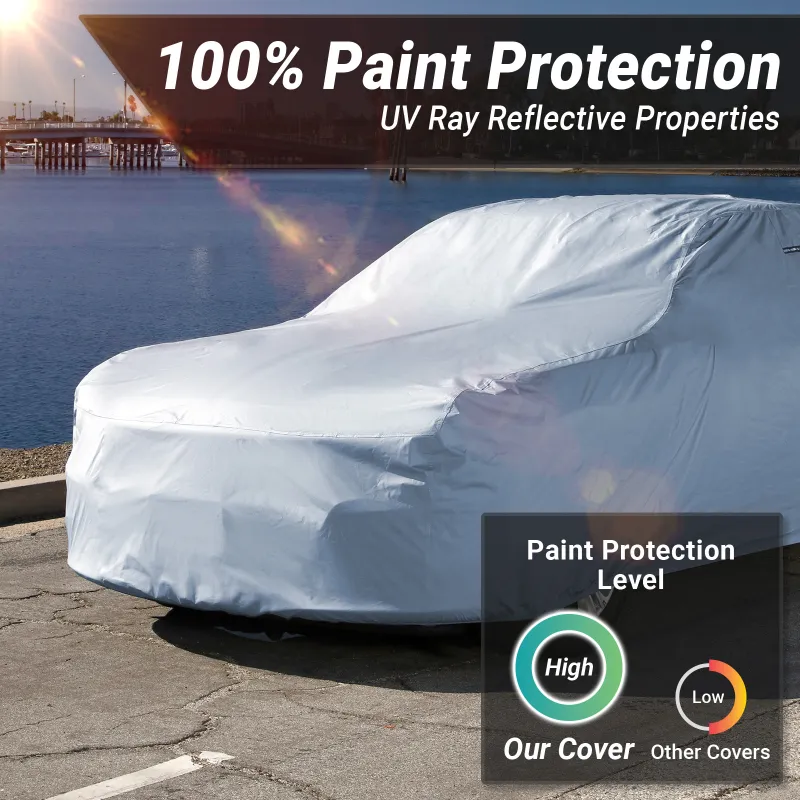 100% Paint Protection
UV Ray Reflective Properties
Paint Protection
Level
High
Low
Our Cover
Other Covers